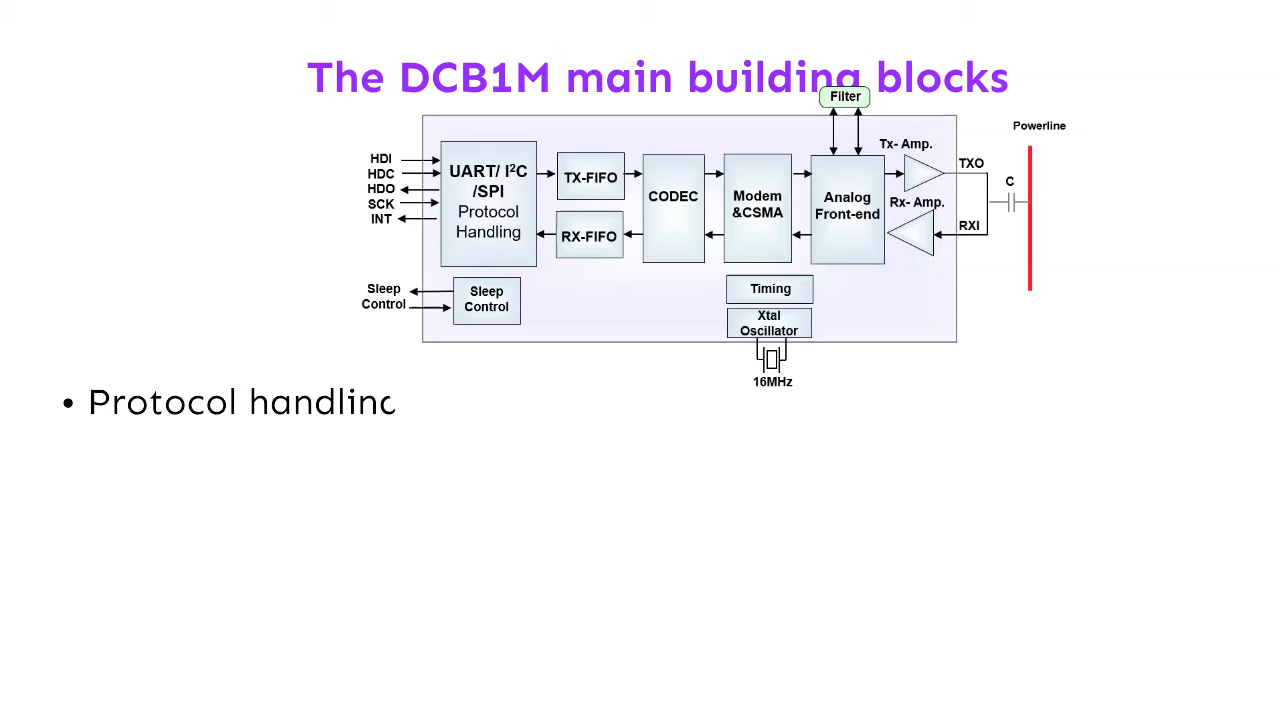 The DCB1M main building blocks
Filter
Powerline
Tx- Amp.
HDI
HDC
HDO
SCK
INT
UART/ I²C
/SPI
Protocol
Handling
TX-FIFO
RX-FIFO
CODEC
Modem
&CSMA
Analog
Front-end
TXO
C
Rx- Amp.
RXI
Sleep
Control
Sleep
Control
Timing
Xtal
Oscillator
16MHz
• Protocol handling